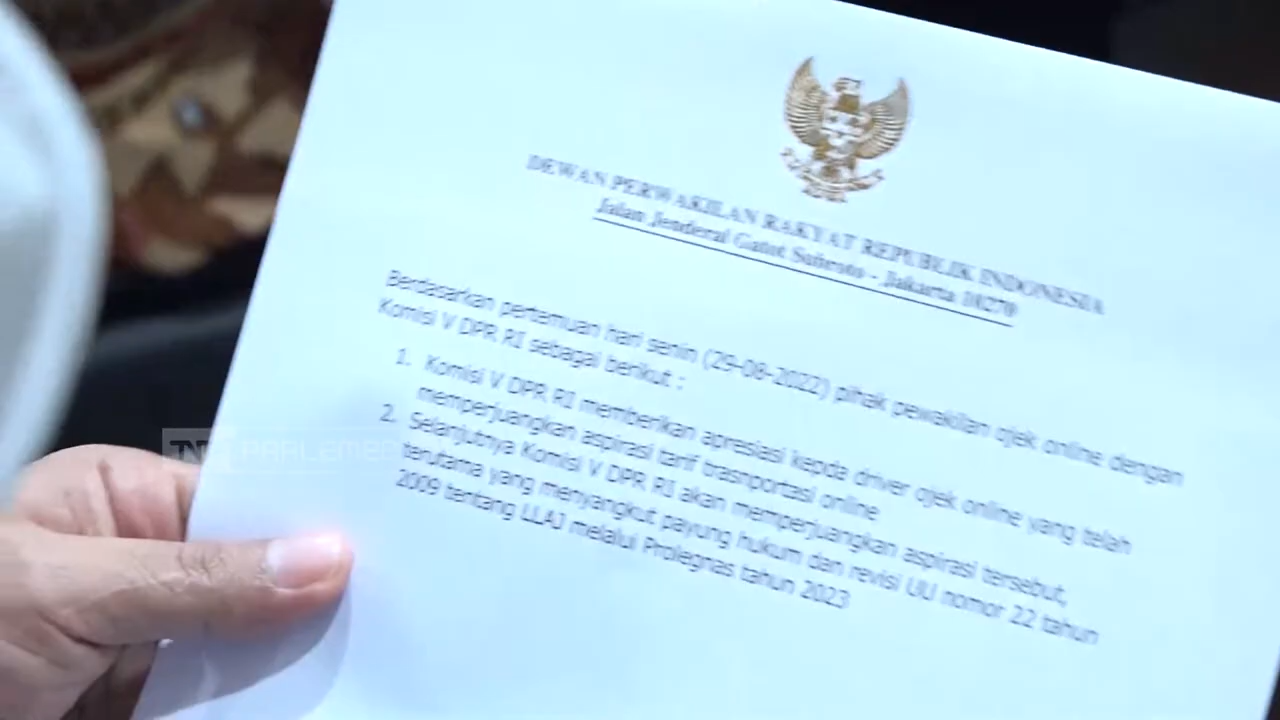 DEWAN PERWAKILAN RAKYAT REPUBLIK INDONESIA
Jalan Jenderal Gatot Subroto - Jakarta 10270
Berdasarkan pertemuan hari senin (29-08-2022) pihak pewakilan ojek online dengan
Komisi V DPR RI sebagai berikut :
1. Komisi V DPR RI memberikan apresiasi kepda driver ojek online yang telah
memperjuangkan aspirasi tarif trasnportasi online
2. Selanjutnya Komisi V DPR RI akan memperjuangkan aspirasi tersebut,
terutama yang menyangkut payung hukum dan revisi UU nomor 22 tahun
2009 tentang LLAJ melalui Prolegnas tahun 2023